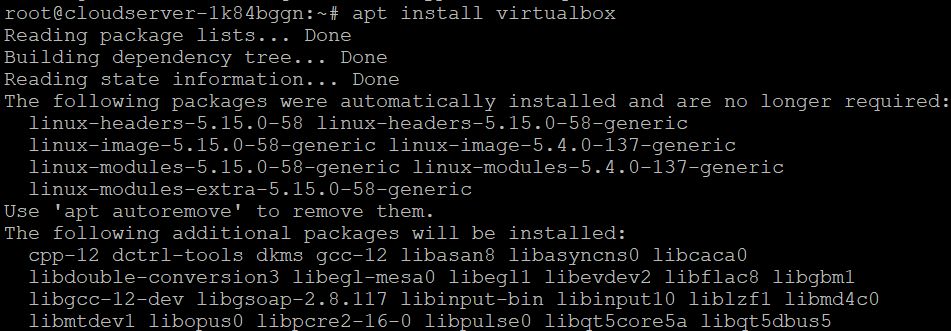 root@cloudserver-1k84bggn:~# apt install virtualbox
Reading package lists... Done
Building dependency tree... Done
Reading state information... Done
The following packages were automatically installed and are no longer required:
  linux-headers-5.15.0-58 linux-headers-5.15.0-58-generic
  linux-image-5.15.0-58-generic linux-image-5.4.0-137-generic
  linux-modules-5.15.0-58-generic linux-modules-5.4.0-137-generic
  linux-modules-extra-5.15.0-58-generic
Use 'apt autoremove' to remove them.
The following additional packages will be installed:
  cpp-12 dctrl-tools dkms gcc-12 libasan8 libasyncns0 libcaca0
  libdouble-conversion3 libegl-mesa0 libegl1 libevdev2 libflac8 libgbm1
  libgcc-12-dev libgsoap-2.8.117 libinput-bin libinput10 liblzf1 libmd4c0
  libmtdev1 libopus0 libpcre2-16-0 libpulse0 libqt5core5a libqt5dbus5